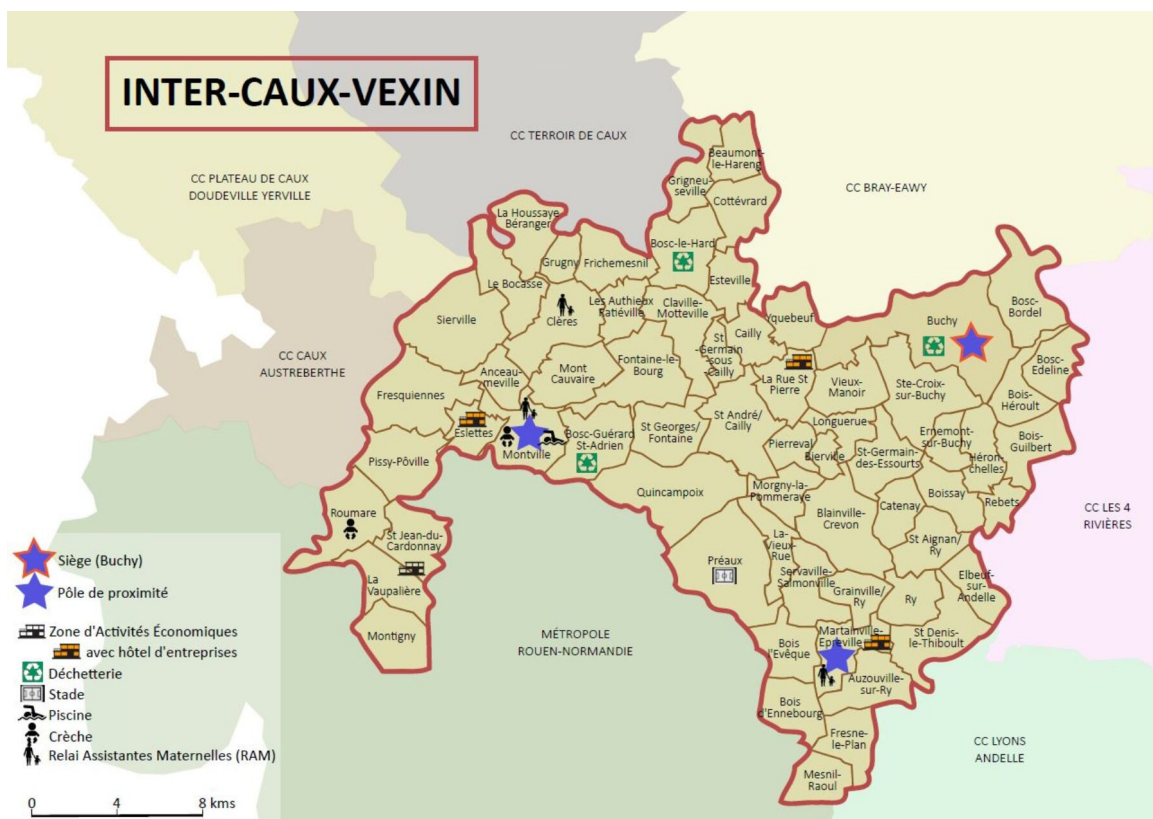 INTER-CAUX-VEXIN
CC TERROIR DE CAUX
CC PLATEAU DE CAUX
DOUDEVILLE YERVILLE
CC BRAY-EAWY
CC CAUX
AUSTREBERTHE
CC LES 4
RIVIÈRES
MÉTROPOLE
ROUEN-NORMANDIE
CC LYONS
ANDELLE
Beaumont-
le-Hareng
Grigneu-
seville
Cottévrard
La Houssaye
Béranger
Bosc-le-Hard
Grugny
Frichemesnil
Esteville
Le Bocasse
Les Authieux
Ratiéville
Claville-
Motteville
Sierville
Clères
Yquebeuf
Cailly
Buchy
Bosc-
Bordel
St
-Germain
-sous
-Cailly
Fontaine-le-
Bourg
Mont
Cauvaire
Anceau-
meville
La Rue St
Pierre
Vieux-
Manoir
Ste-Croix-
sur-Buchy
Bosc-
Edeline
Bois-
Héroult
Fresquiennes
Eslettes
Montville
Bosc-Guérard
St-Adrien
St Georges/
Fontaine
St André/
Cailly
Longuerue
Pierreval
Bierville
Ernemont-
sur-Buchy
Bois-
Guilbert
St-Germain-
des-Essourts
Héron-
chelles
Pissy-Pôville
Quincampoix
Morgny-la-
Pommeraye
Boissay
Rebets
Blainville-
Crevon
Catenay
Roumare
St Jean-du-
Cardonnay
La-
Vieux-
Rue
St Aignan/
Ry
Préaux
Servaville-
Salmonville
Elbeuf-
sur-
Andelle
La
Vaupalière
Grainville/
Ry
Ry
Montigny
Martainville-
Epreville
St Denis-
le-Thiboult
Bois
l'Evêque
Auzouville-
sur-Ry
Bois
d'Ennebourg
Fresne-
le-Plan
Mesnil-
Raoul
Siège (Buchy)
Pôle de proximité
Zone d'Activités Économiques
avec hôtel d'entreprises
Déchetterie
Stade
Piscine
Crèche
Relai Assistantes Maternelles (RAM)
0 4 8 kms